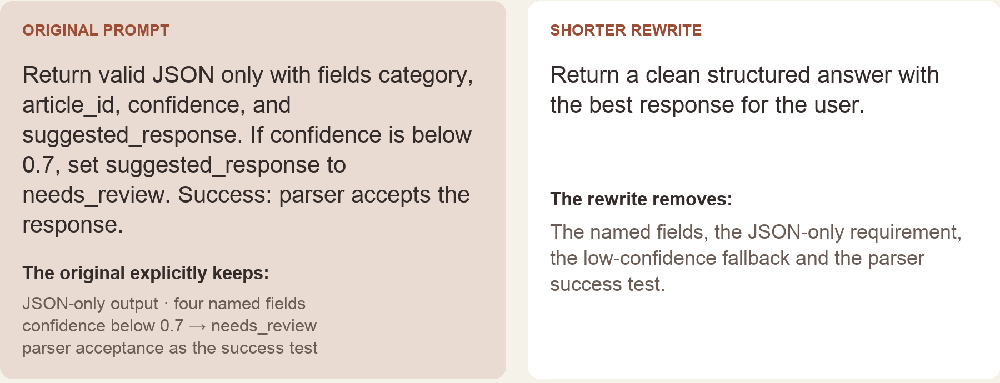 ORIGINAL PROMPT
Return valid JSON only with fields category,
article_id, confidence, and
suggested_response. If confidence is below
0.7, set suggested_response to
needs_review. Success: parser accepts the
response.
The original explicitly keeps:
JSON-only output · four named fields
confidence below 0.7 → needs_review
parser acceptance as the success test
SHORTER REWRITE
Return a clean structured answer with
the best response for the user.
The rewrite removes:
The named fields, the JSON-only requirement,
the low-confidence fallback and the parser
success test.